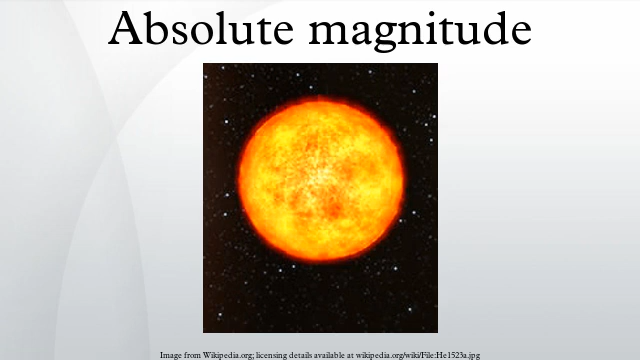 Absolute magnitude
Image from Wikipedia.org; licensing details available at wikipedia.org/wiki/File:He1523a.jpg